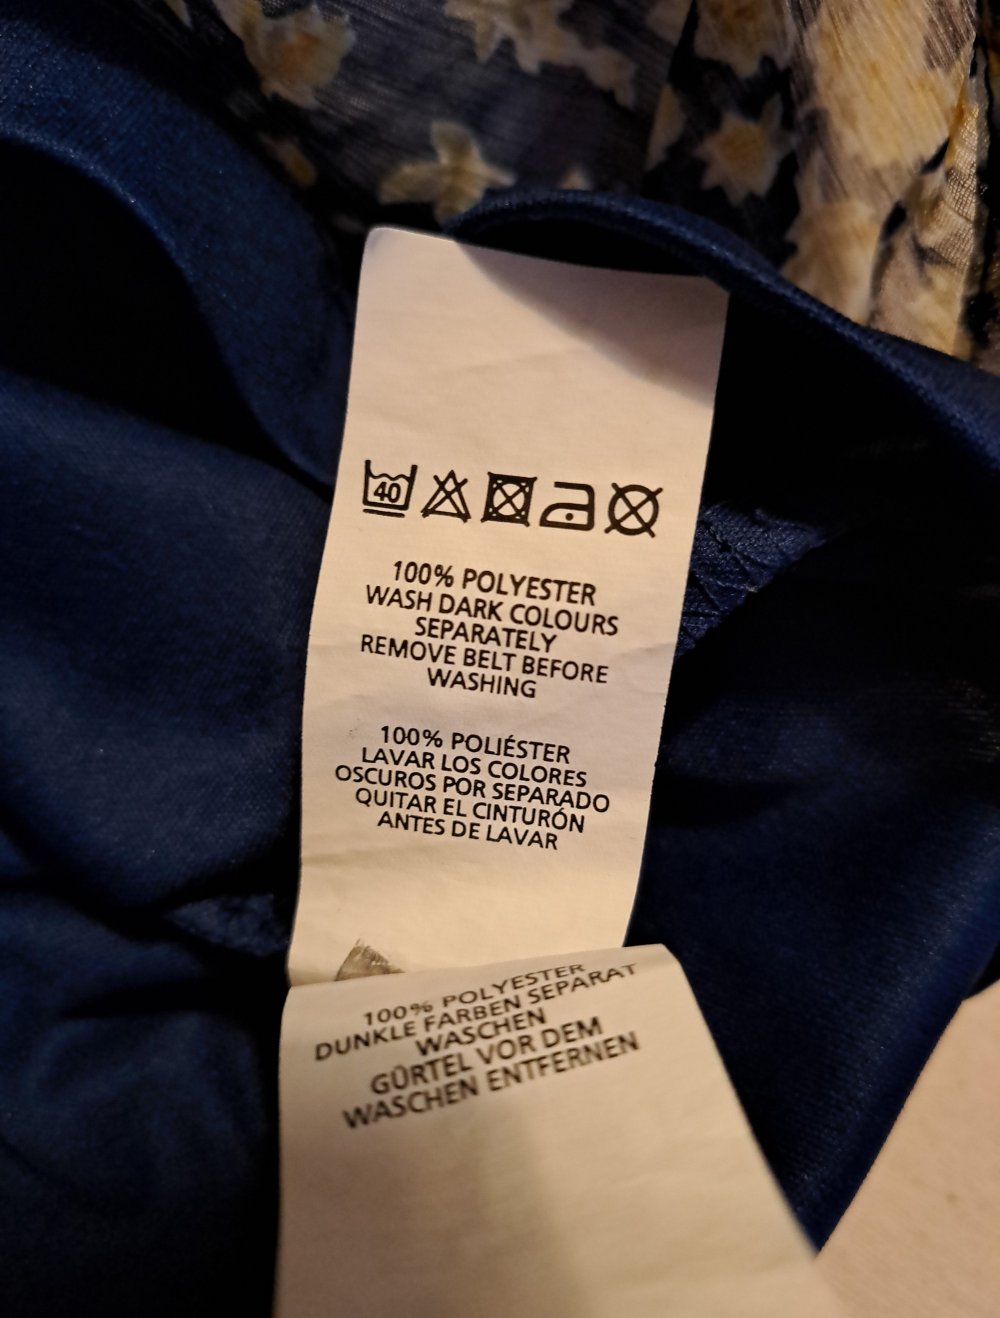 40
100% POLYESTER
WASH DARK COLOURS
SEPARATELY
REMOVE BELT BEFORE
WASHING
100% POLIÉSTER
LAVAR LOS COLORES
OSCUROS POR SEPARADO
QUITAR EL CINTURÓN
ANTES DE LAVAR
100% POLYESTER
DUNKLE FARBEN SEPARAT
WASCHEN
GÜRTEL VOR DEM
WASCHEN ENTFERNEN